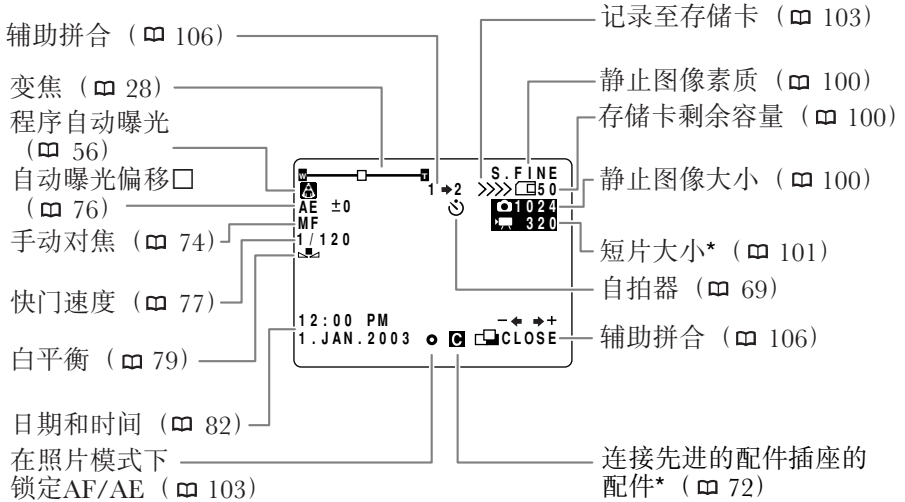 辅助拼合（ 106）
变焦（ 28）
程序自动曝光
（ 56）
自动曝光偏移□
（ 76）
手动对焦（ 74）
快门速度（ 77）
白平衡（ 79）
日期和时间（ 82）
在照片模式下
锁定AF/AE（ 103）
W T
S.FINE
1 2
>>>> 50
AE ±0
1024
MF
320
1/120
12:00 PM
− +
1.JAN.2003 C CLOSE
记录至存储卡（ 103）
静止图像素质（ 100）
存储卡剩余容量（ 100）
静止图像大小（ 100）
短片大小*（ 101）
自拍器（ 69）
辅助拼合（ 106）
连接先进的配件插座的
配件*（ 72）